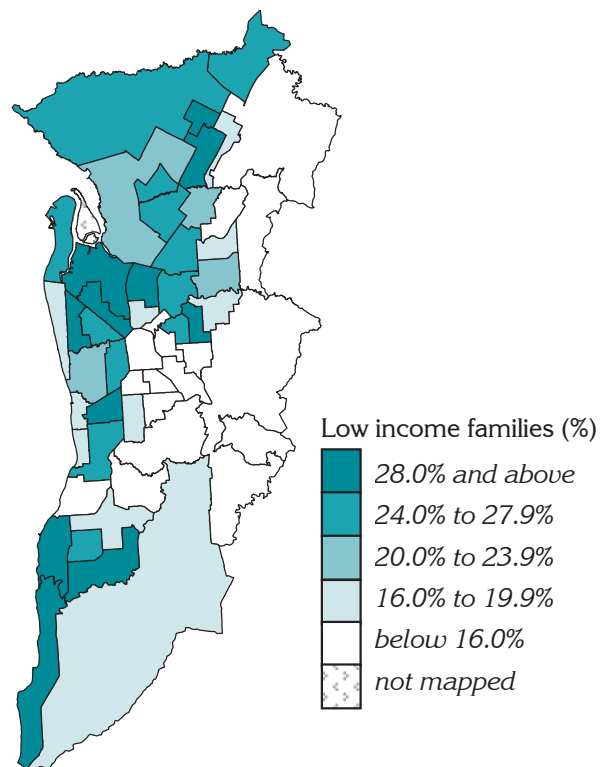 Low income families (%)
28.0% and above
24.0% to 27.9%
20.0% to 23.9%
16.0% to 19.9%
below 16.0%
not mapped